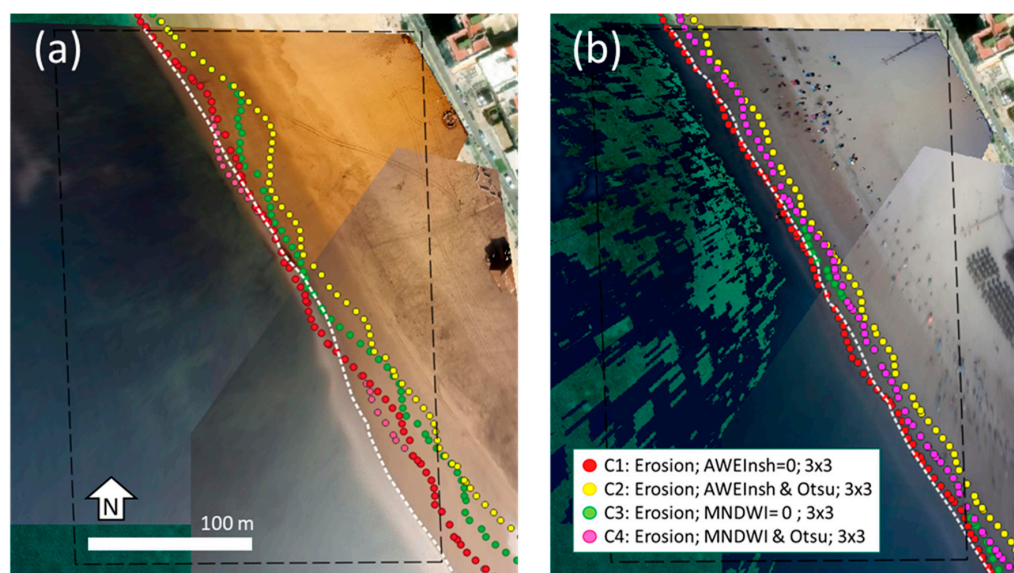 (a)
(b)
N
100 m
C1: Erosion; AWEInsh=0; 3x3
C2: Erosion; AWEInsh & Otsu; 3x3
C3: Erosion; MNDWI= 0 ; 3x3
C4: Erosion; MNDWI & Otsu; 3x3